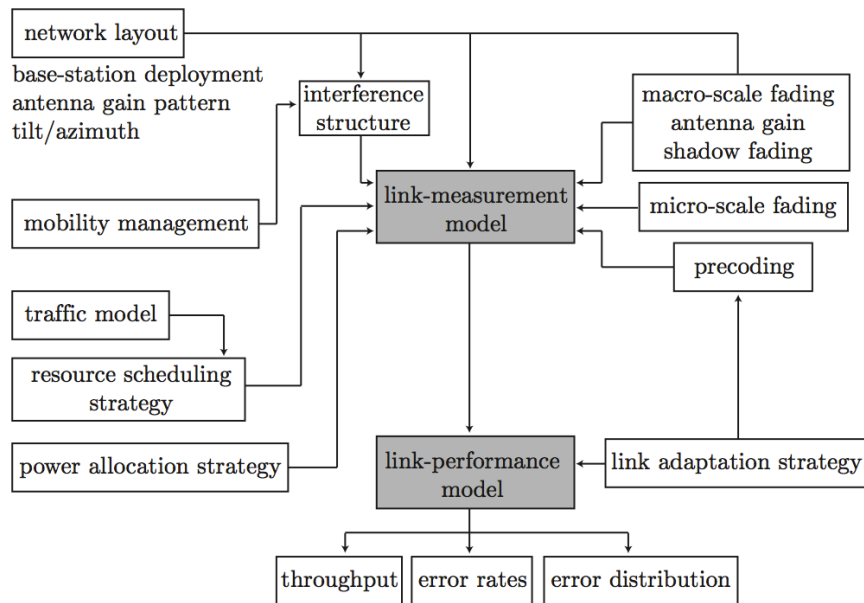 network layout
base-station deployment
antenna gain pattern
tilt/azimuth
interference
structure
macro-scale fading
antenna gain
shadow fading
mobility management
link-measurement
model
micro-scale fading
precoding
traffic model
resource scheduling
strategy
power allocation strategy
link-performance
model
link adaptation strategy
throughput
error rates
error distribution